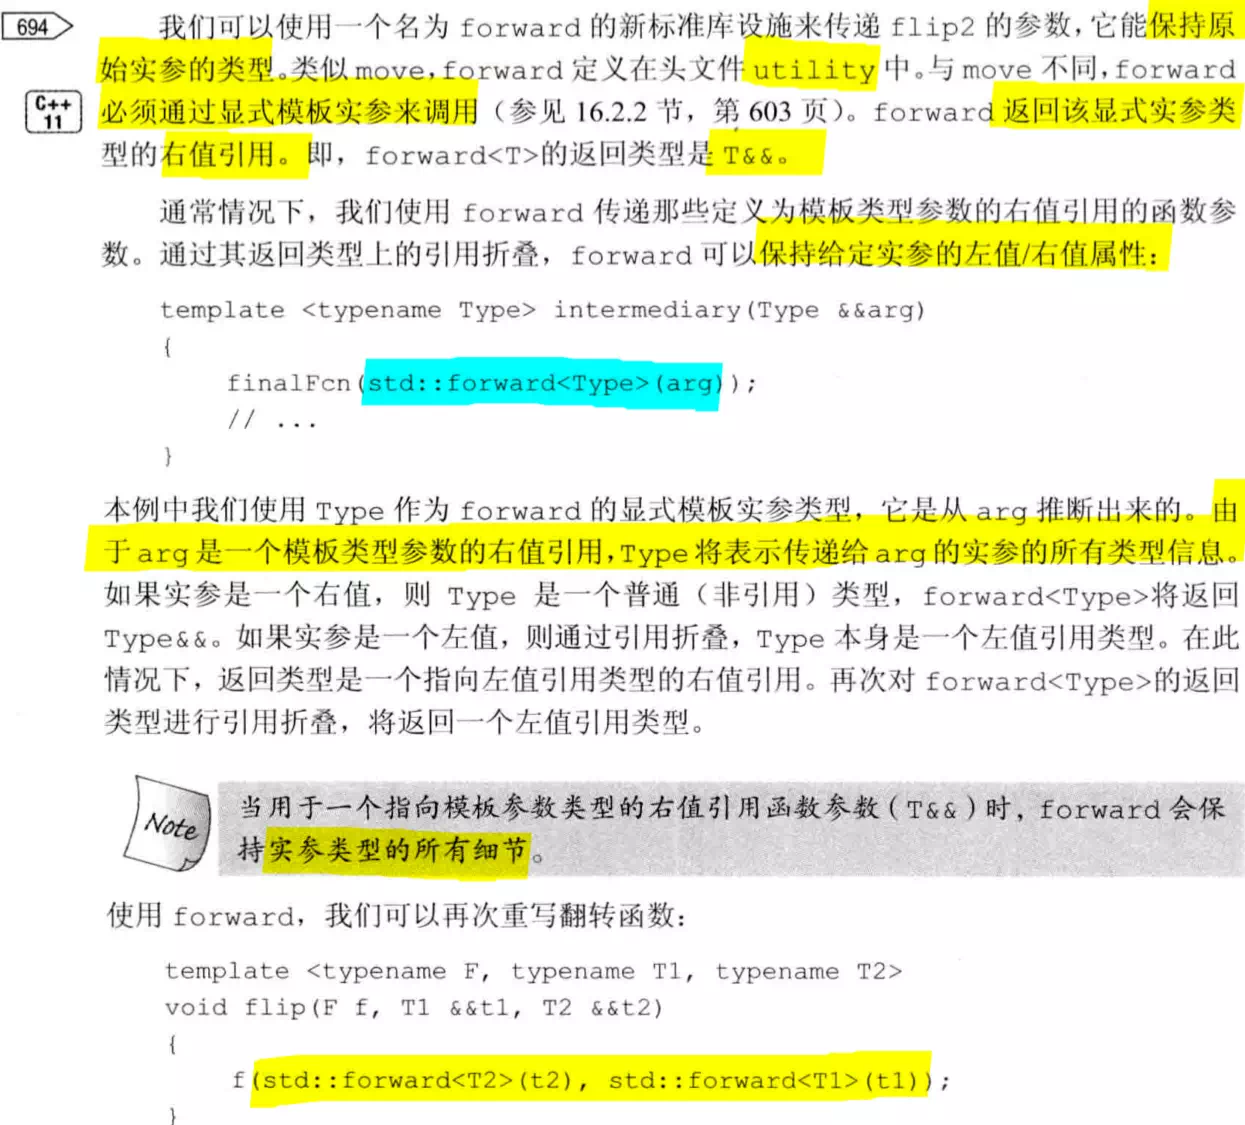 694
我们可以使用一个名为 forward 的新标准库设施来传递 flip2 的参数，它能保持原
始实参的类型。类似 move，forward 定义在头文件 utility 中。与 move 不同，forward
C++
11
必须通过显式模板实参来调用（参见 16.2.2 节，第 603 页）。forward 返回该显式实参类
型的右值引用。即，forward<T>的返回类型是 T&&。
通常情况下，我们使用 forward 传递那些定义为模板类型参数的右值引用的函数参
数。通过其返回类型上的引用折叠，forward 可以保持给定实参的左值/右值属性：
template <typename Type> intermediary(Type &&arg)
{
finalFcn(std::forward<Type>(arg));
// ...
}
本例中我们使用 Type 作为 forward 的显式模板实参类型，它是从 arg 推断出来的。由
于 arg 是一个模板类型参数的右值引用，Type 将表示传递给 arg 的实参的所有类型信息。
如果实参是一个右值，则 Type 是一个普通（非引用）类型，forward<Type>将返回
Type&&。如果实参是一个左值，则通过引用折叠，Type 本身是一个左值引用类型。在此
情况下，返回类型是一个指向左值引用类型的右值引用。再次对 forward<Type>的返回
类型进行引用折叠，将返回一个左值引用类型。
Note
当用于一个指向模板参数类型的右值引用函数参数（T&&）时，forward 会保
持实参类型的所有细节。
使用 forward，我们可以再次重写翻转函数：
template <typename F, typename T1, typename T2>
void flip(F f, T1 &&t1, T2 &&t2)
{
f(std::forward<T2>(t2), std::forward<T1>(t1));
}